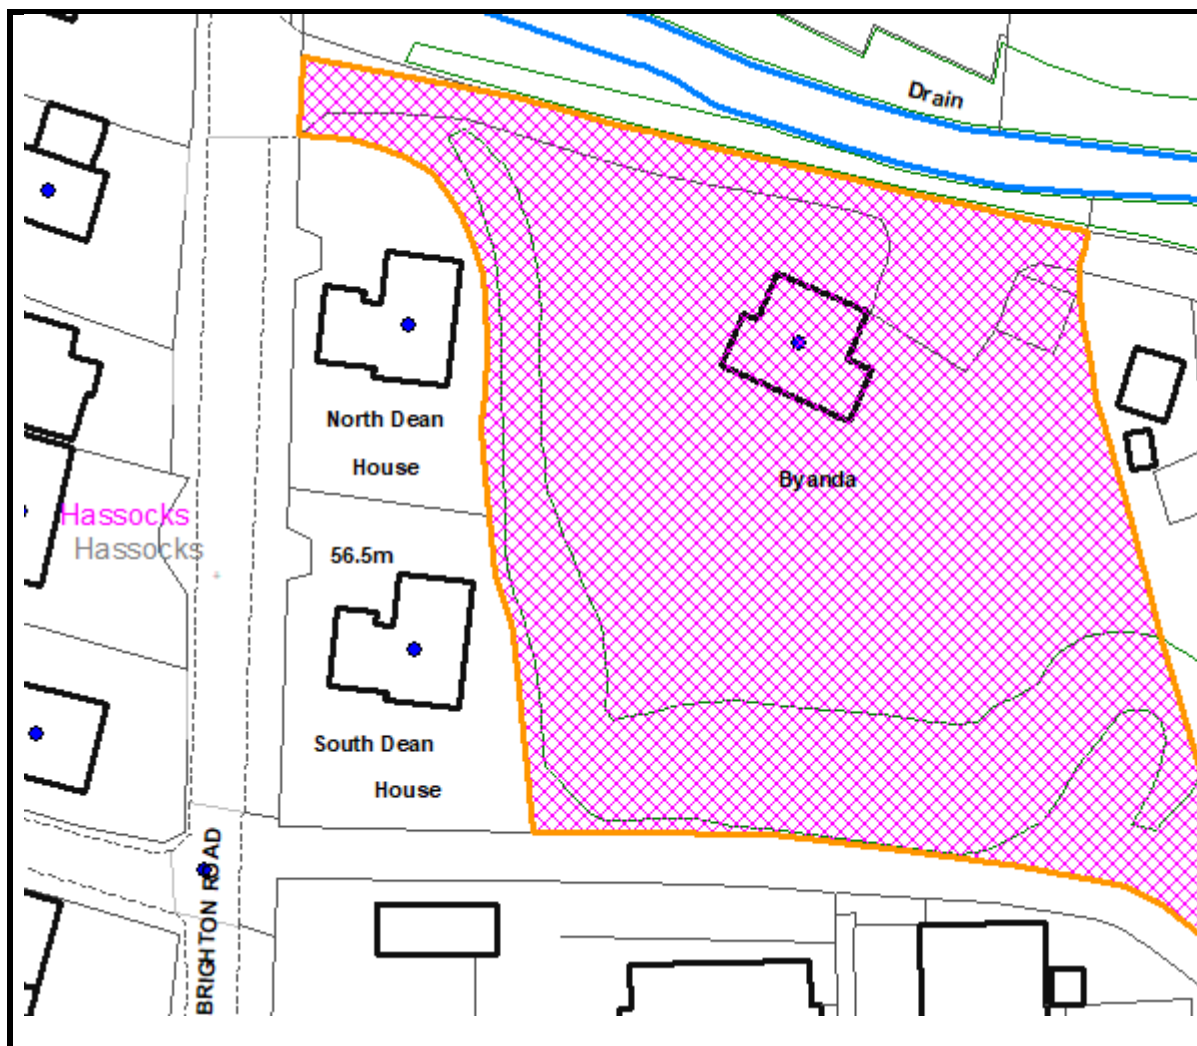 Drain
North Dean
House
Byanda
Hassocks
Hassocks
56.5m
South Dean
House
BRIGHTON ROAD